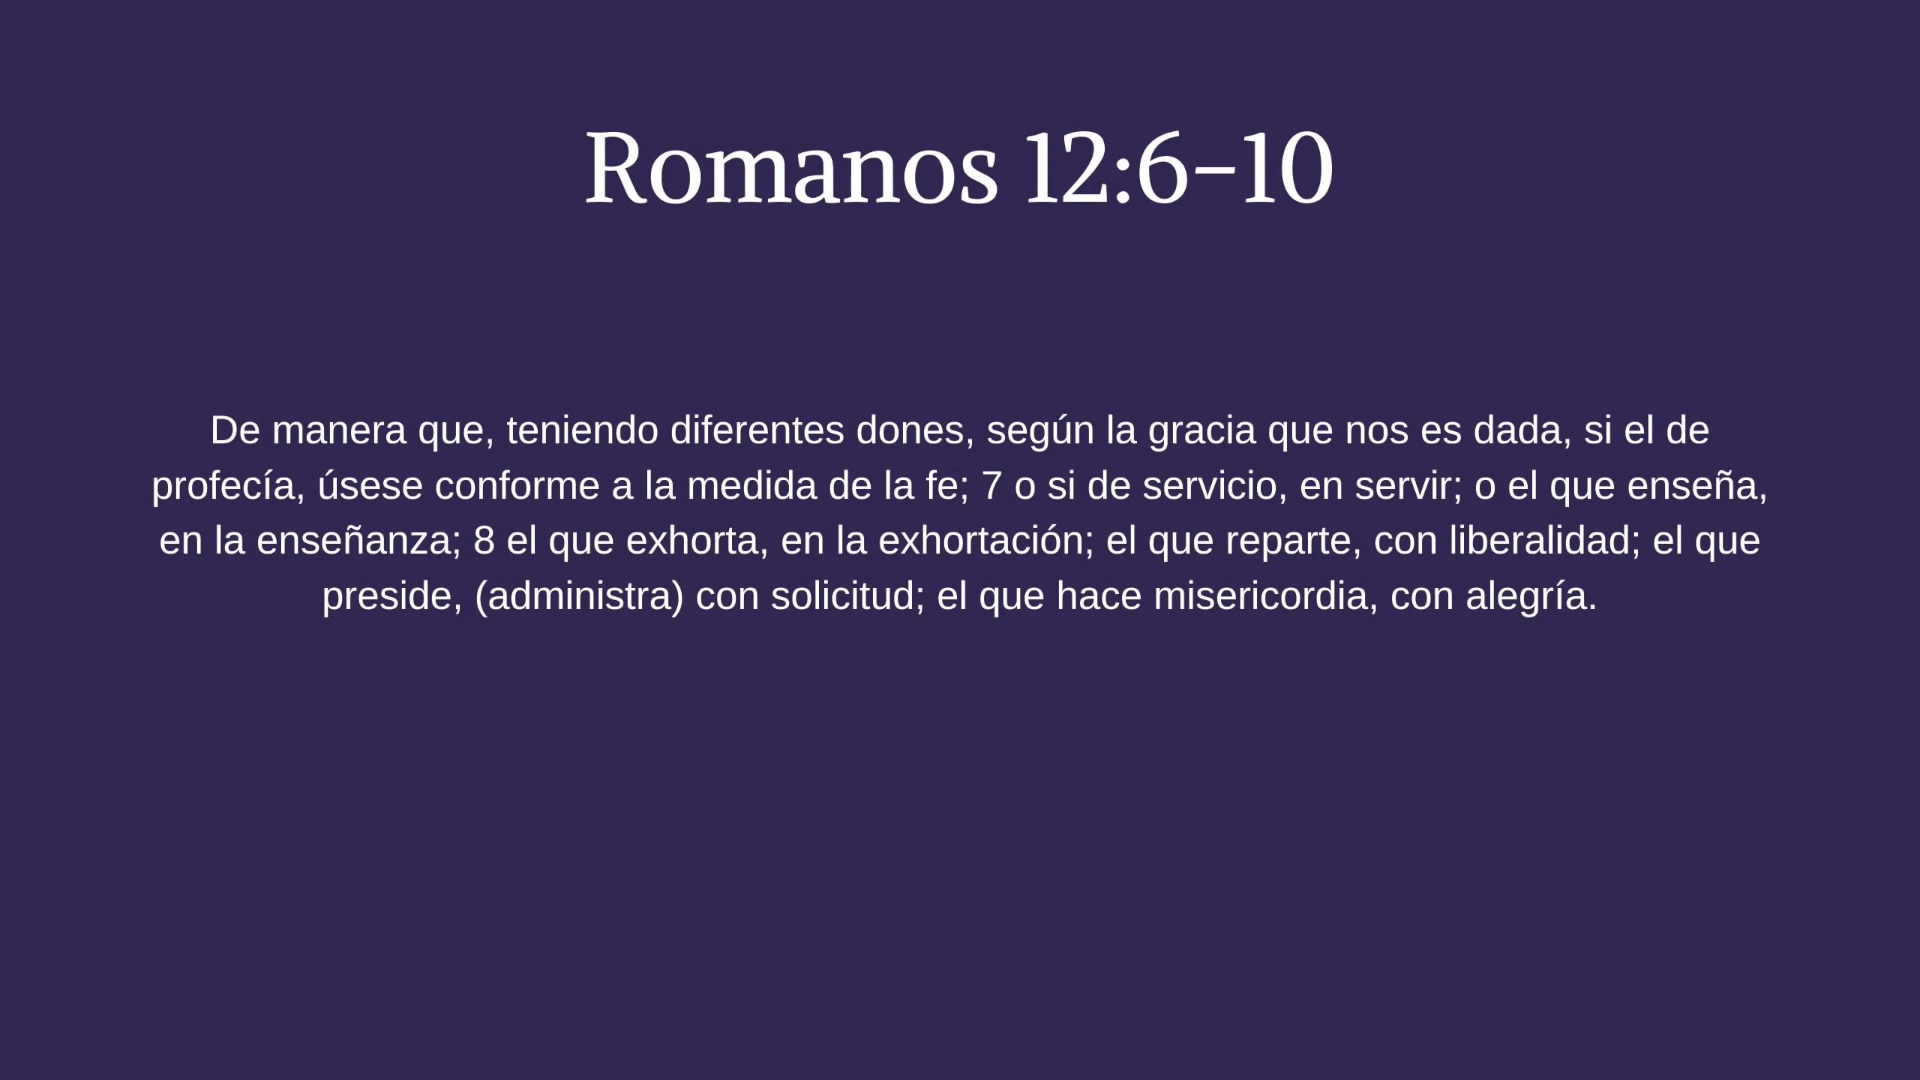 Romanos 12:6-10
De manera que, teniendo diferentes dones, según la gracia que nos es dada, si el de
profecía, úsese conforme a la medida de la fe; 7 o si de servicio, en servir; o el que enseña,
en la enseñanza; 8 el que exhorta, en la exhortación; el que reparte, con liberalidad; el que
preside, (administra) con solicitud; el que hace misericordia, con alegría.